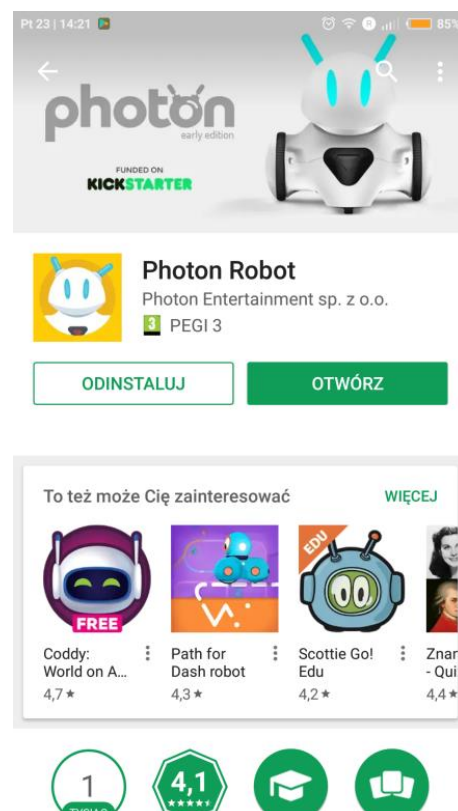 Pt 23 | 14:21
85%
photon
early edition
FUNDED ON
KICKSTARTER
Photon Robot
Photon Entertainment sp. z o.o.
3 PEGI 3
ODINSTALUJ
OTWÓRZ
To też może Cię zainteresować
WIĘCEJ
EDU
FREE
Coddy:
World on A...
4,7★
Path for
Dash robot
4,3★
Scottie Go!
Edu
4,2★
- Qui
4,4★
1
4,1